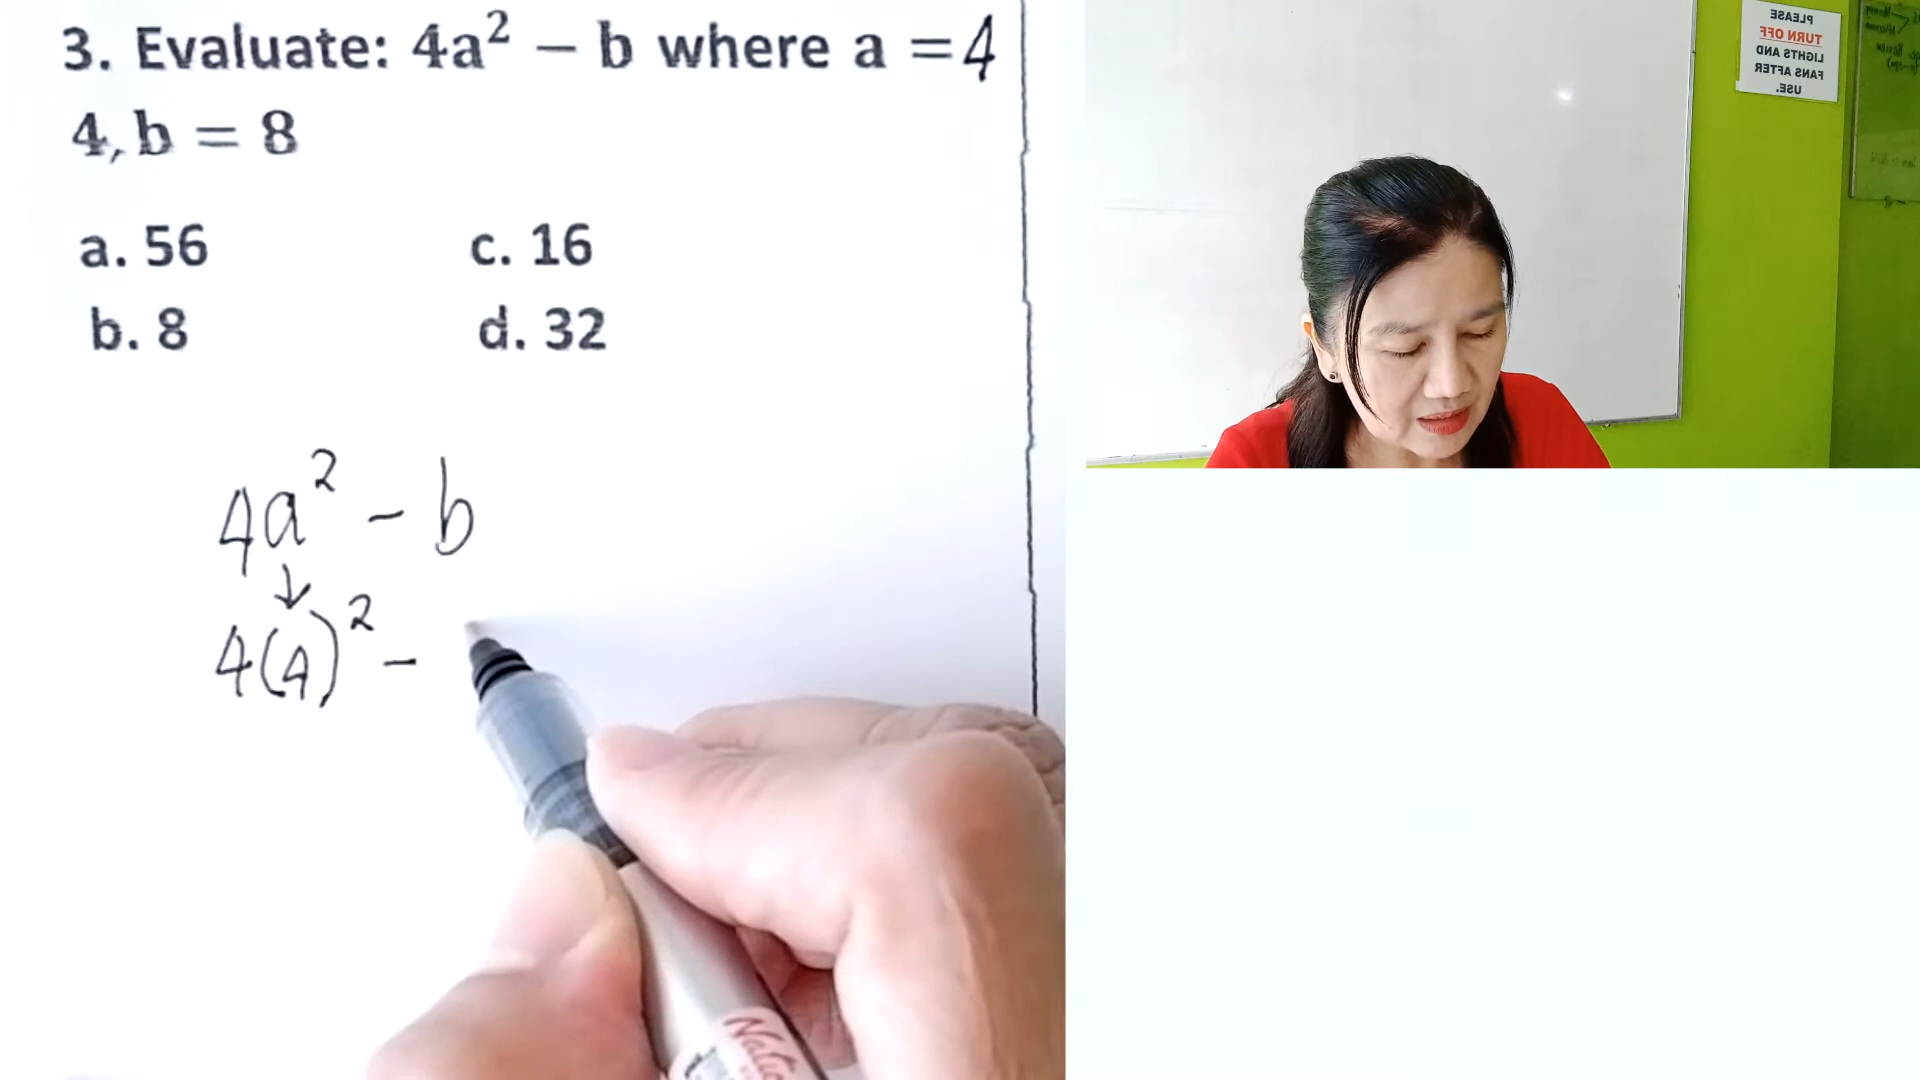 3. Evaluate: 4a² − b where a = 4
4, b = 8
a. 56 c. 16
b. 8 d. 32
4a² - b
↓
4(4)² -
PLEASE
TURN OFF
LIGHTS AND
FANS AFTER
USE.